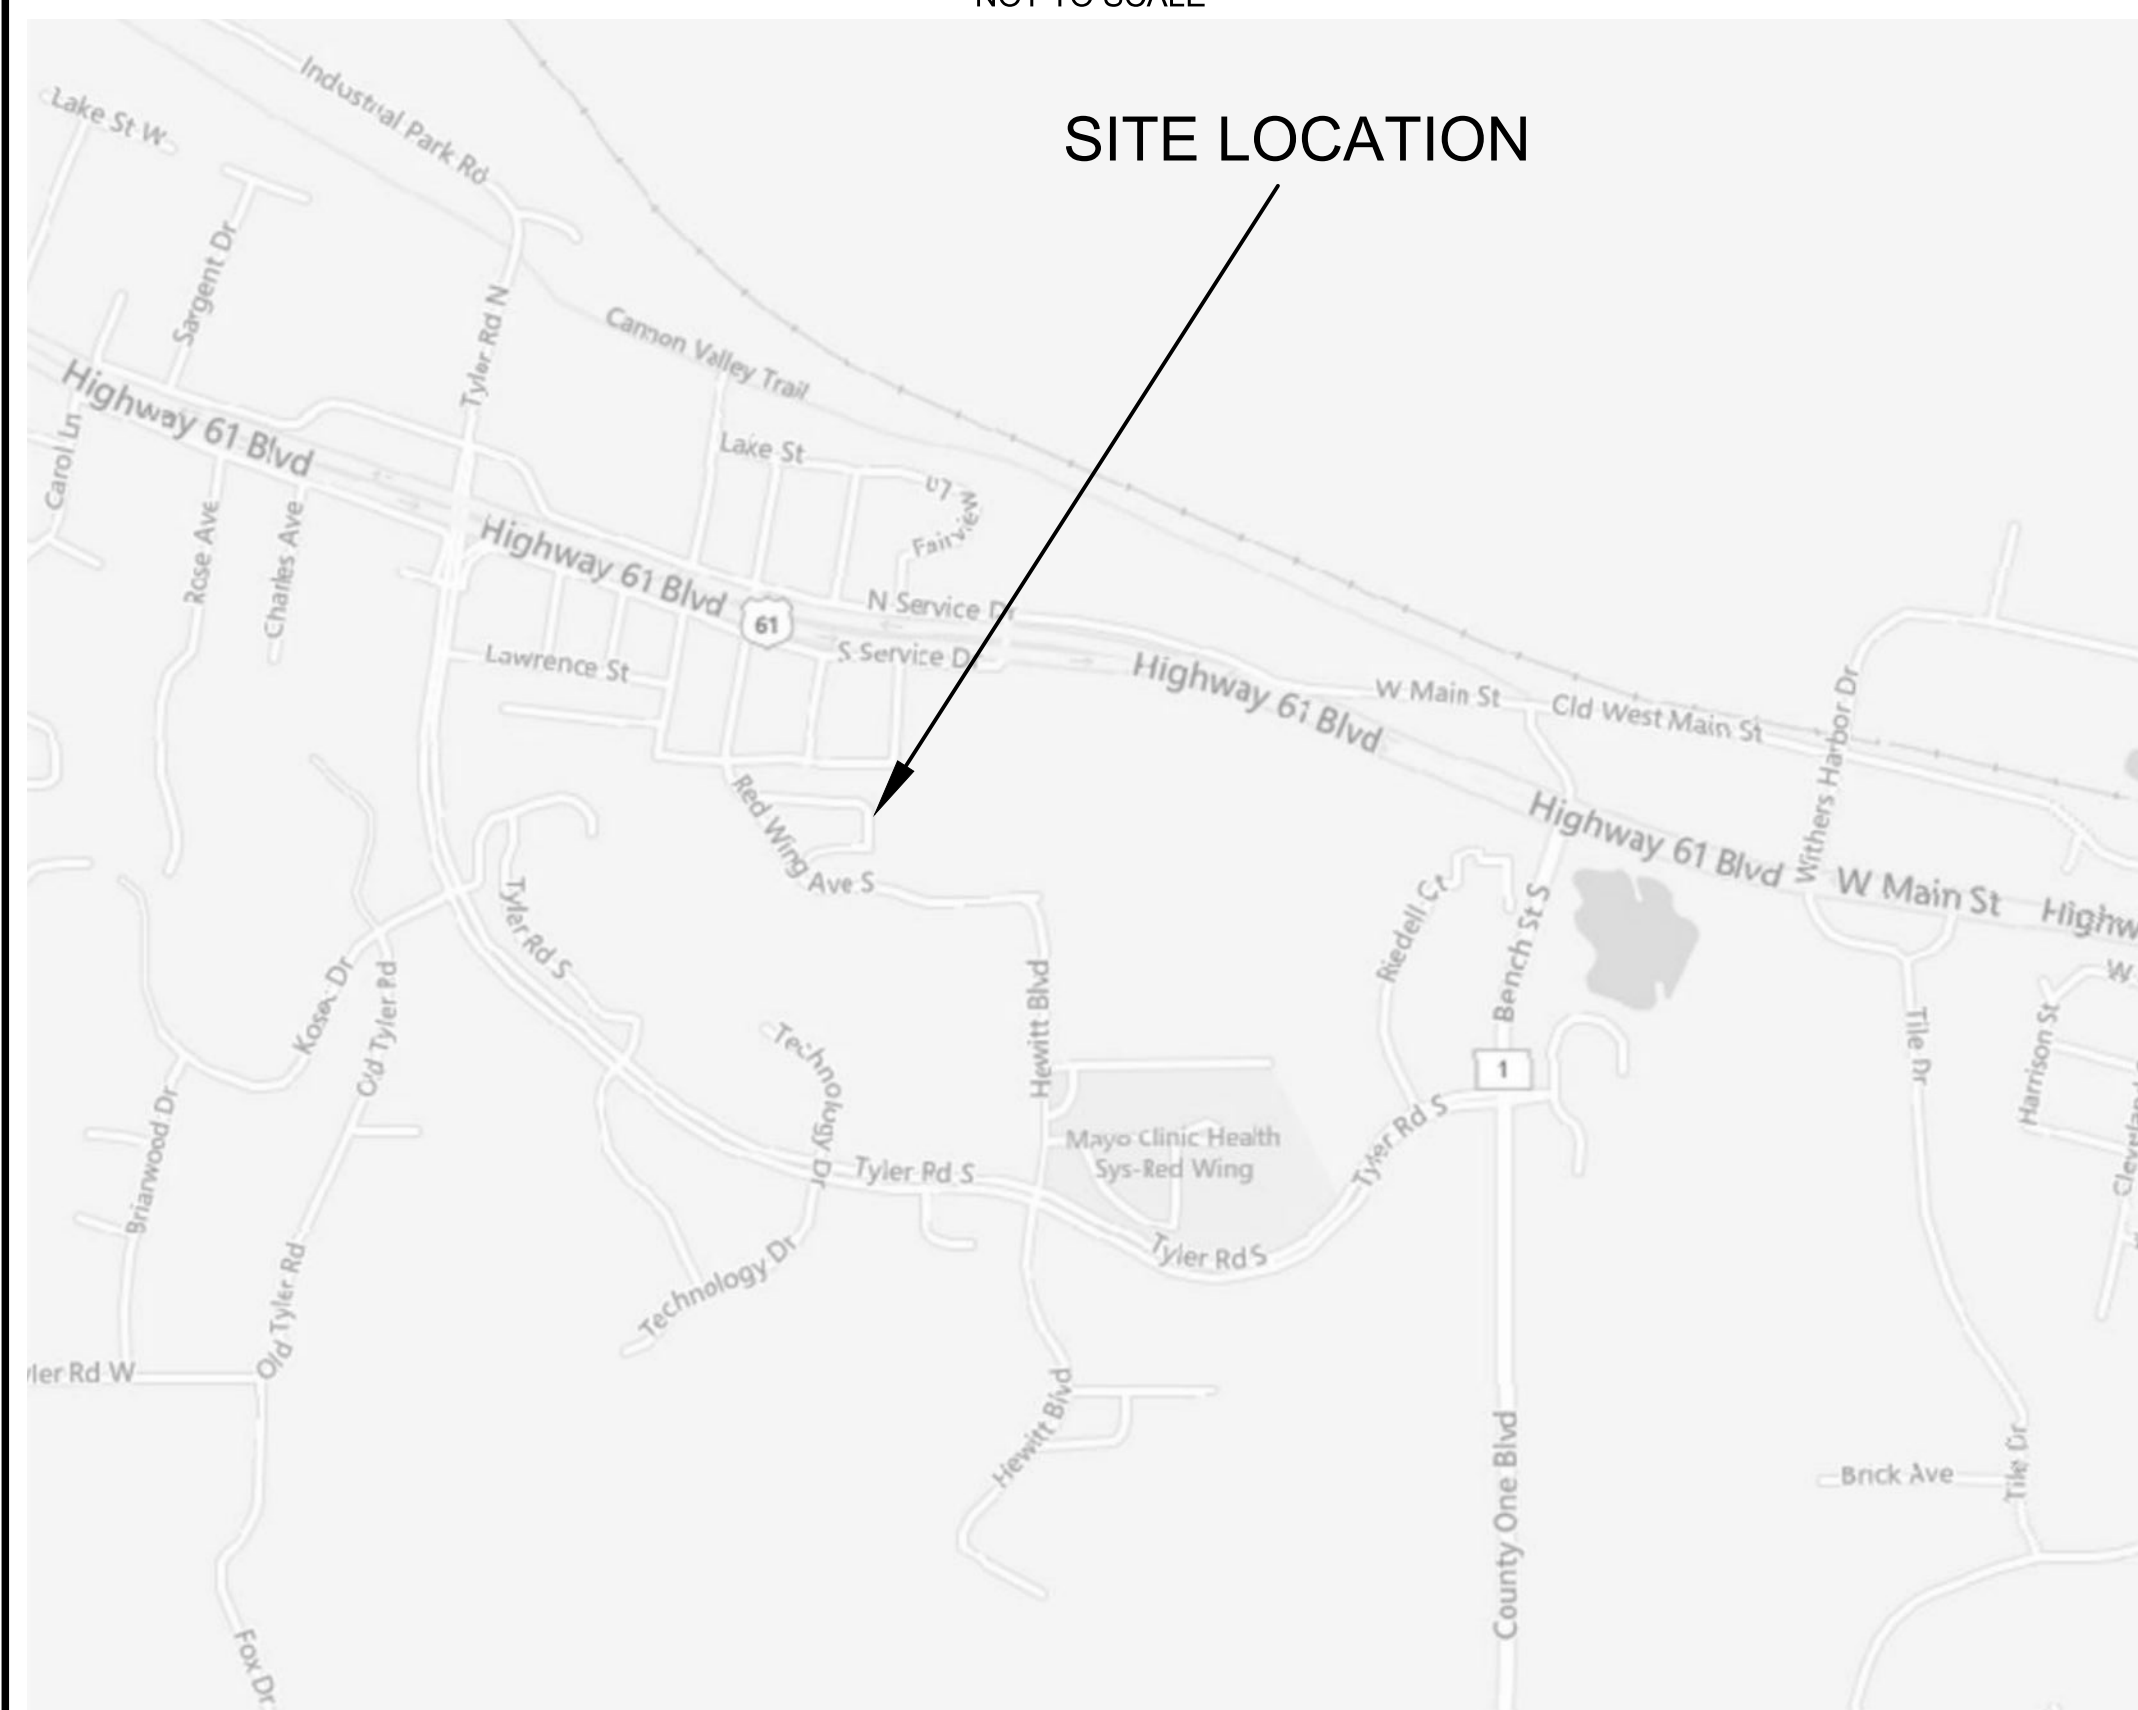 NOT TO SCALE
SITE LOCATION
Industrial Park Rd
Lake St W
Sargent Dr
Tyler Rd N
Cannon Valley Trail
Highway 61 Blvd
Carol Ln
Lake St
Fairview Ln
Rose Ave
Charles Ave
Highway 61 Blvd
61
N Service Dr
S Service Dr
Lawrence St
Highway 61 Blvd
W Main St
Old West Main St
Withers Harbor Dr
Red Wing Ave S
Highway 61 Blvd
W Main St
Highw
Riedell Ct
Bench St S
Tyler Rd S
Kosec Dr
Old Tyler Rd
Hewitt Blvd
Technology Dr
W
Tile Dr
Harrison St
1
Briarwood Dr
Mayo Clinic Health
Sys-Red Wing
Tyler Rd S
Tyler Rd S
Tyler Rd S
Technology Dr
Old Tyler Rd
yler Rd W
Hewitt Blvd
County One Blvd
Brick Ave
Tile Dr
Fox Dr